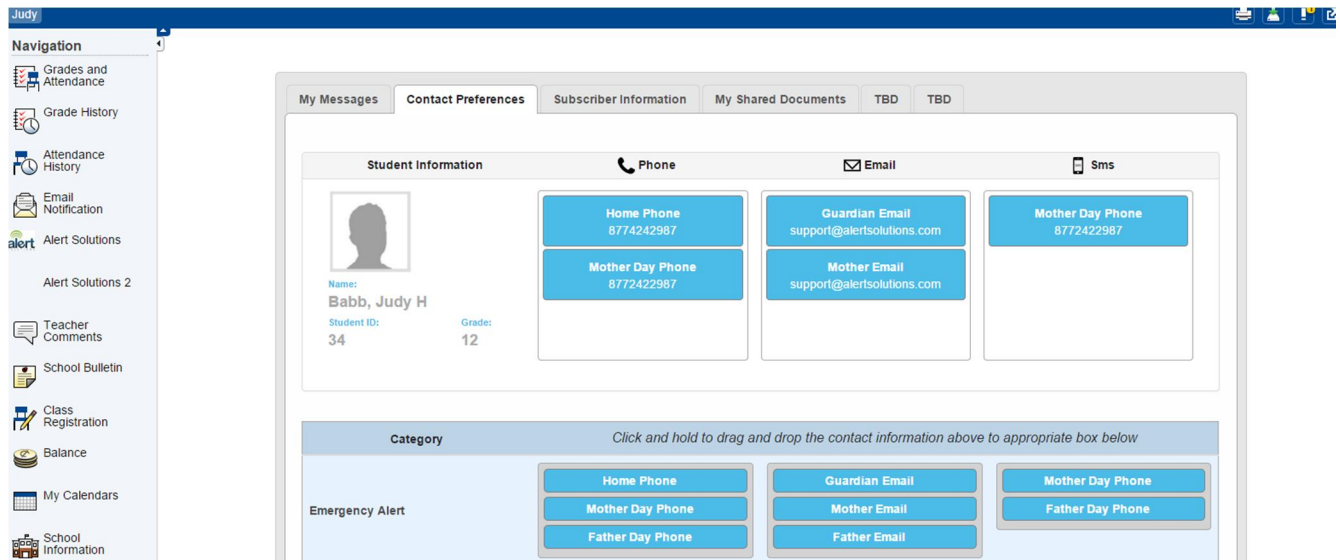 Judy
Navigation
Grades and
Attendance
Grade History
Attendance
History
Email
Notification
alert
Alert Solutions
Alert Solutions 2
Teacher
Comments
School Bulletin
Class
Registration
Balance
My Calendars
School
Information
My Messages
Contact Preferences
Subscriber Information
My Shared Documents
TBD
TBD
Student Information
Phone
Email
Sms
Name:
Babb, Judy H
Student ID:
Grade:
34
12
Home Phone
8774242987
Mother Day Phone
8772422987
Guardian Email
support@alertsolutions.com
Mother Email
support@alertsolutions.com
Mother Day Phone
8772422987
Category
Click and hold to drag and drop the contact information above to appropriate box below
Emergency Alert
Home Phone
Mother Day Phone
Father Day Phone
Guardian Email
Mother Email
Father Email
Mother Day Phone
Father Day Phone